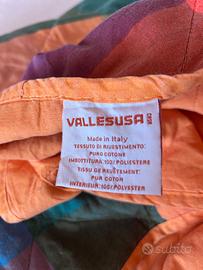 VALLESUSA
CASA
Made in Italy
TESSUTO DI RIVESTIMENTO:
PURO COTONE
IMBOTTITURA: 100% POLIESTERE
TISSU DE REVETEMENT:
PUR COTON
INTERIEUR: 100% POLYESTER
subito